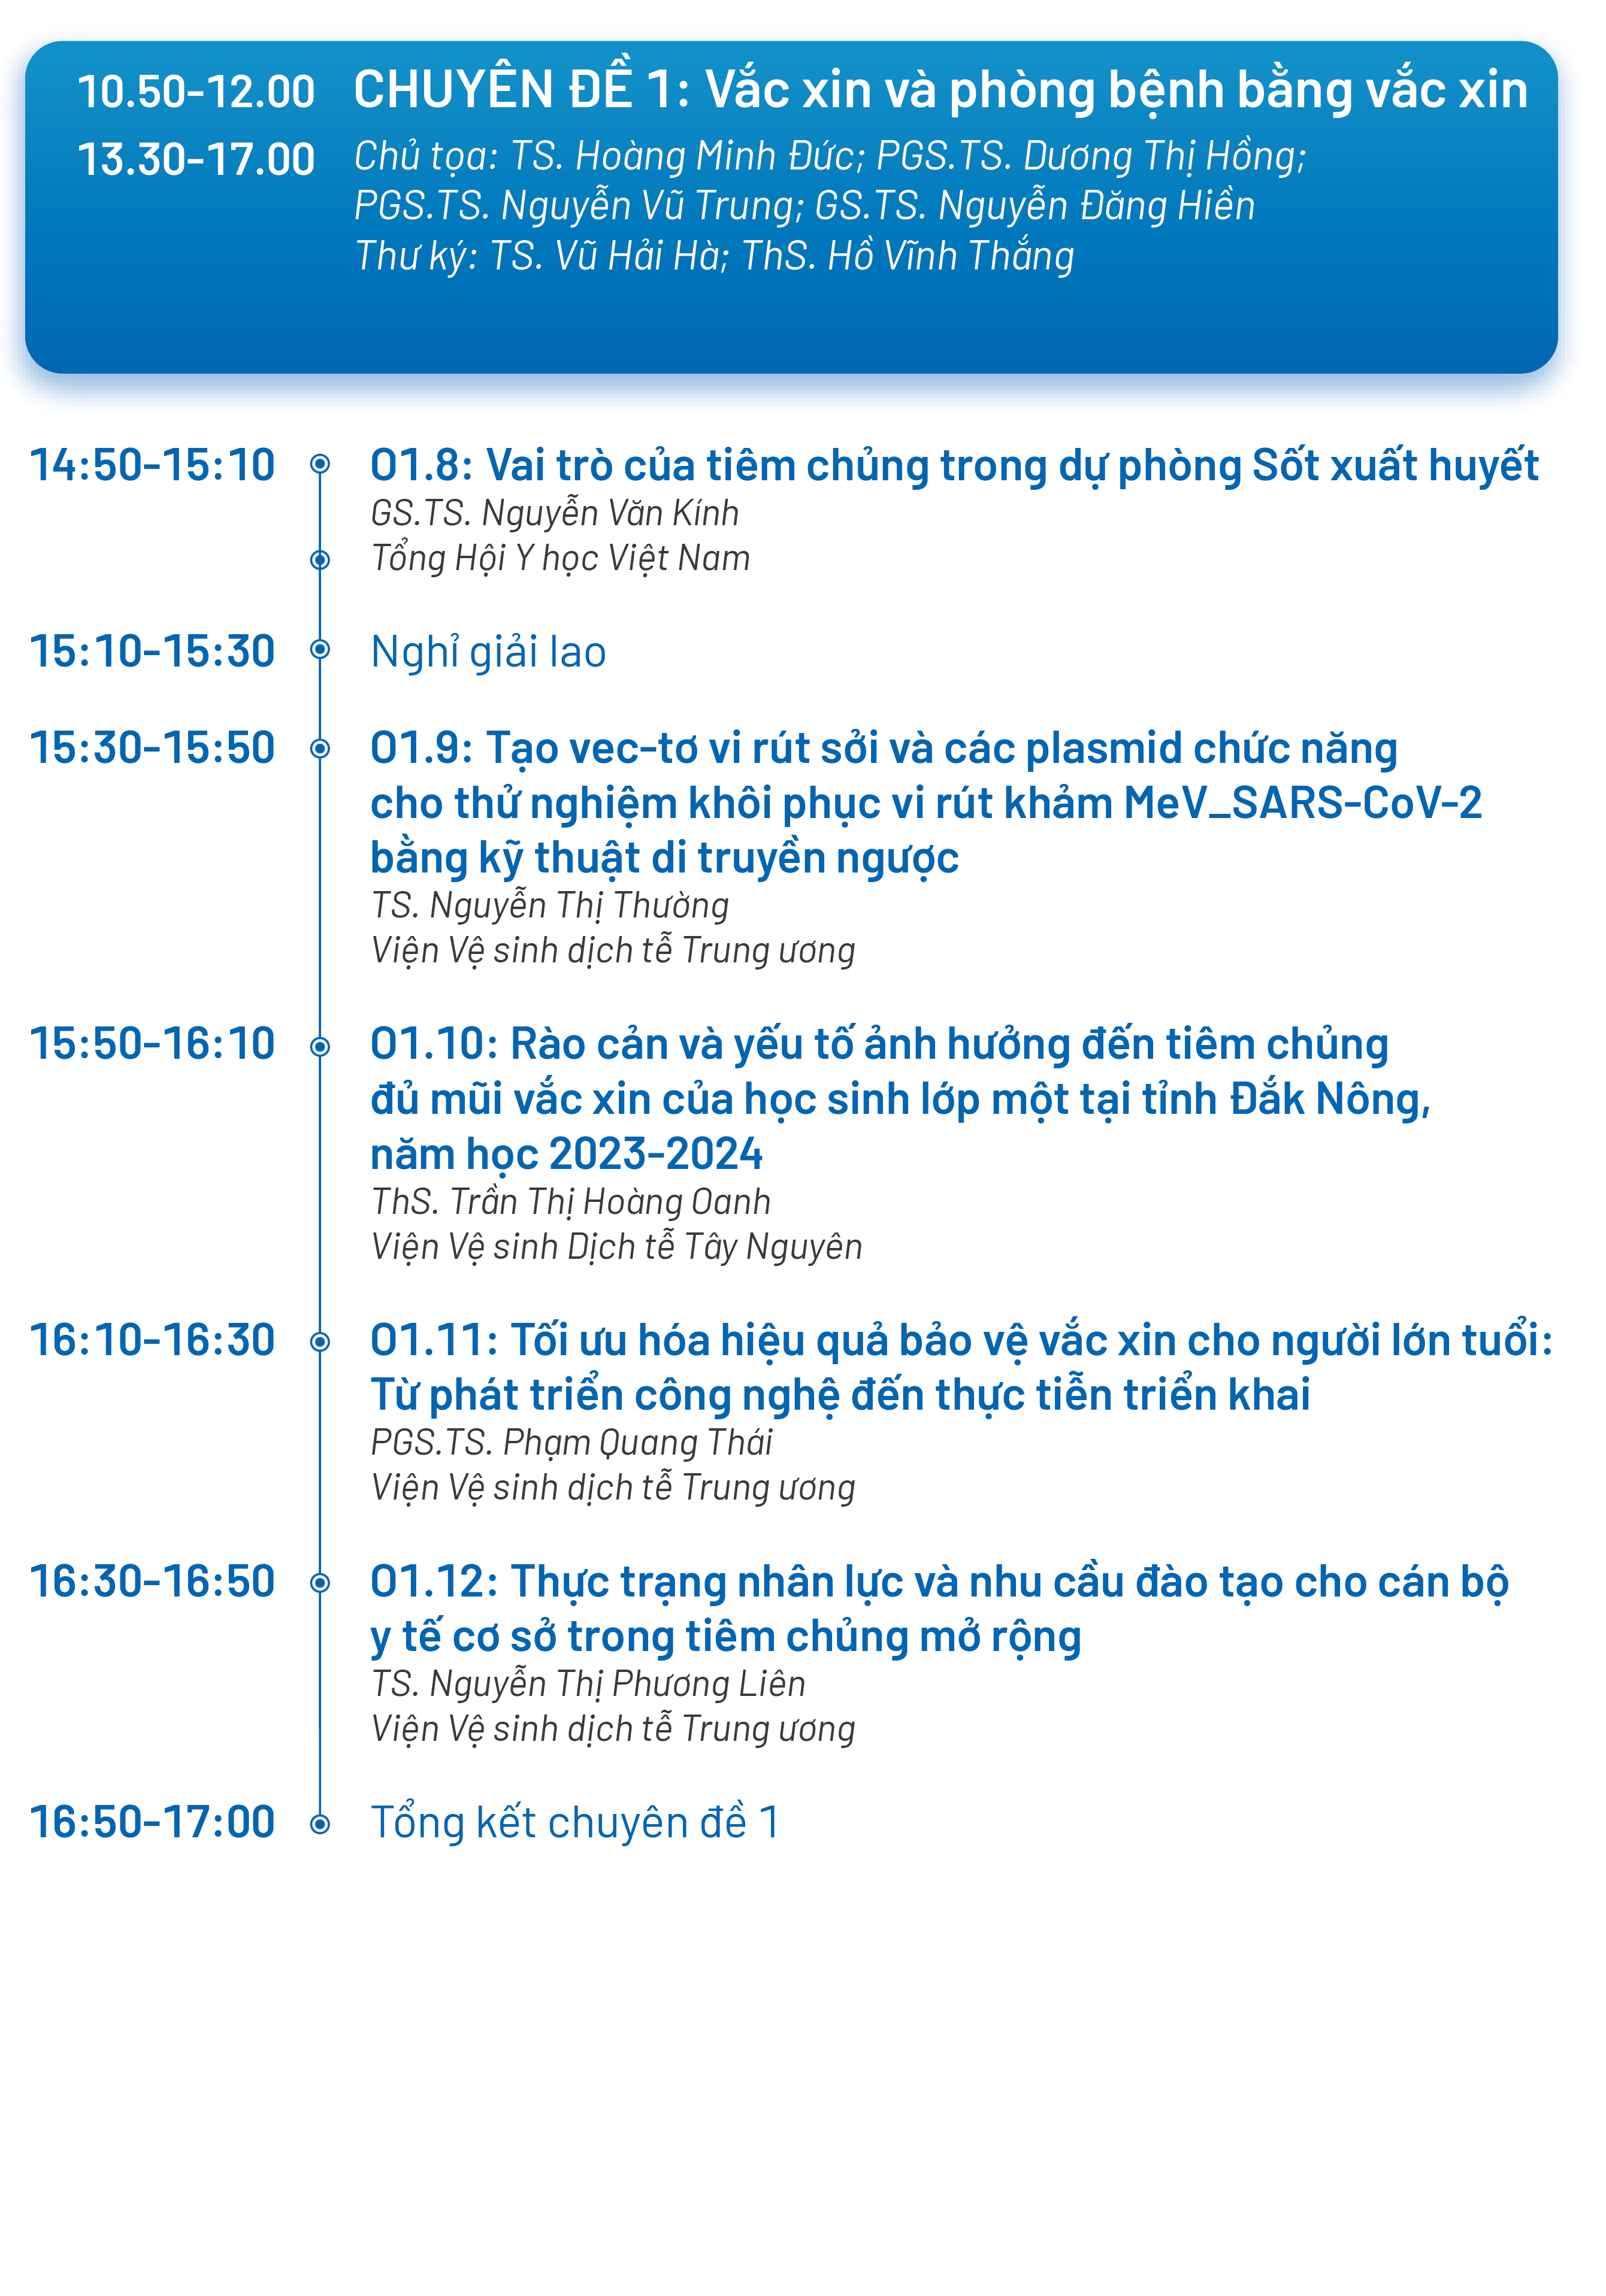 10.50-12.00 CHUYÊN ĐỀ 1: Vắc xin và phòng bệnh bằng vắc xin
13.30-17.00 Chủ tọa: TS. Hoàng Minh Đức; PGS.TS. Dương Thị Hồng;
PGS.TS. Nguyễn Vũ Trung; GS.TS. Nguyễn Đăng Hiền
Thư ký: TS. Vũ Hải Hà; ThS. Hồ Vĩnh Thắng
14:50-15:10 O1.8: Vai trò của tiêm chủng trong dự phòng Sốt xuất huyết
GS.TS. Nguyễn Văn Kính
Tổng Hội Y học Việt Nam
15:10-15:30 Nghỉ giải lao
15:30-15:50 O1.9: Tạo vec-tơ vi rút sởi và các plasmid chức năng
cho thử nghiệm khôi phục vi rút khảm MeV_SARS-CoV-2
bằng kỹ thuật di truyền ngược
TS. Nguyễn Thị Thường
Viện Vệ sinh dịch tễ Trung ương
15:50-16:10 O1.10: Rào cản và yếu tố ảnh hưởng đến tiêm chủng
đủ mũi vắc xin của học sinh lớp một tại tỉnh Đắk Nông,
năm học 2023-2024
ThS. Trần Thị Hoàng Oanh
Viện Vệ sinh Dịch tễ Tây Nguyên
16:10-16:30 O1.11: Tối ưu hóa hiệu quả bảo vệ vắc xin cho người lớn tuổi:
Từ phát triển công nghệ đến thực tiễn triển khai
PGS.TS. Phạm Quang Thái
Viện Vệ sinh dịch tễ Trung ương
16:30-16:50 O1.12: Thực trạng nhân lực và nhu cầu đào tạo cho cán bộ
y tế cơ sở trong tiêm chủng mở rộng
TS. Nguyễn Thị Phương Liên
Viện Vệ sinh dịch tễ Trung ương
16:50-17:00 Tổng kết chuyên đề 1